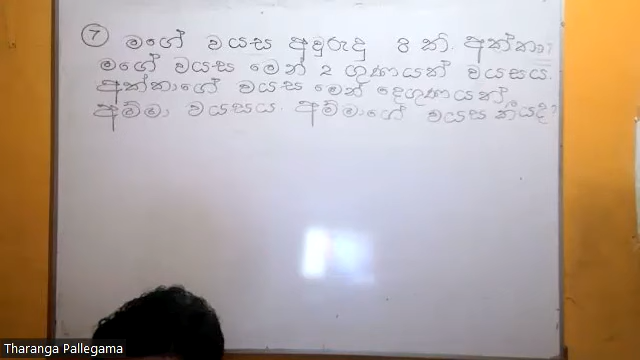 7 මගේ වයස අවුරුදු 8 කි. අක්කා
මගේ වයස මෙන් 2 ගුණයක් වයසය.
අක්කාගේ වයස මෙන් දෙගුණයක්
අම්මා වයසය. අම්මාගේ වයස කීයද?
Tharanga Pallegama